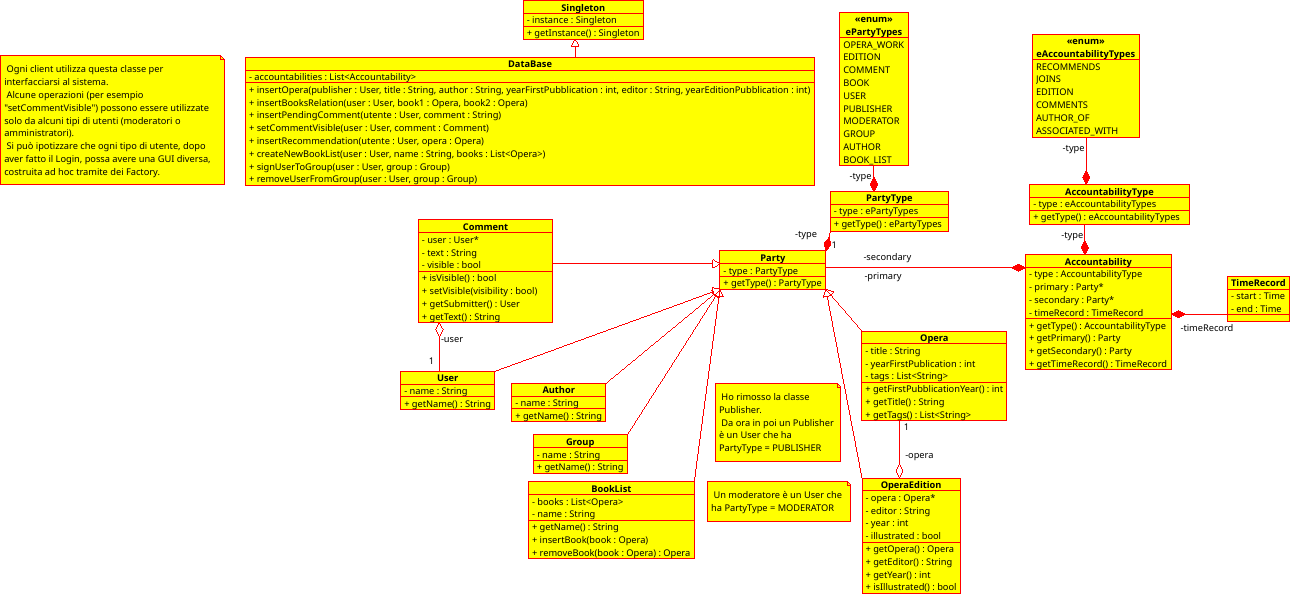 Singleton
- instance : Singleton
+ getInstance() : Singleton
Ogni client utilizza questa classe per
interfacciarsi al sistema.
Alcune operazioni (per esempio
"setCommentVisible") possono essere utilizzate
solo da alcuni tipi di utenti (moderatori o
amministratori).
Si può ipotizzare che ogni tipo di utente, dopo
aver fatto il Login, possa avere una GUI diversa,
costruita ad hoc tramite dei Factory.
DataBase
- accountabilities : List<Accountability>
+ insertOpera(publisher : User, title : String, author : String, yearFirstPubblication : int, editor : String, yearEditionPubblication : int)
+ insertBooksRelation(user : User, book1 : Opera, book2 : Opera)
+ insertPendingComment(utente : User, comment : String)
+ setCommentVisible(user : User, comment : Comment)
+ insertRecommendation(utente : User, opera : Opera)
+ createNewBookList(user : User, name : String, books : List<Opera>)
+ signUserToGroup(user : User, group : Group)
+ removeUserFromGroup(user : User, group : Group)
«enum»
ePartyTypes
OPERA_WORK
EDITION
COMMENT
BOOK
USER
PUBLISHER
MODERATOR
GROUP
AUTHOR
BOOK_LIST
-type
«enum»
eAccountabilityTypes
RECOMMENDS
JOINS
EDITION
COMMENTS
AUTHOR_OF
ASSOCIATED_WITH
-type
PartyType
- type : ePartyTypes
+ getType() : ePartyTypes
-type
1
AccountabilityType
- type : eAccountabilityTypes
+ getType() : eAccountabilityTypes
-type
Comment
- user : User*
- text : String
- visible : bool
+ isVisible() : bool
+ setVisible(visibility : bool)
+ getSubmitter() : User
+ getText() : String
-user
1
Party
- type : PartyType
+ getType() : PartyType
-secondary
-primary
Accountability
- type : AccountabilityType
- primary : Party*
- secondary : Party*
- timeRecord : TimeRecord
+ getType() : AccountabilityType
+ getPrimary() : Party
+ getSecondary() : Party
+ getTimeRecord() : TimeRecord
TimeRecord
- start : Time
- end : Time
-timeRecord
User
- name : String
+ getName() : String
Author
- name : String
+ getName() : String
Group
- name : String
+ getName() : String
BookList
- books : List<Opera>
- name : String
+ getName() : String
+ insertBook(book : Opera)
+ removeBook(book : Opera) : Opera
Ho rimosso la classe
Publisher.
Da ora in poi un Publisher
è un User che ha
PartyType = PUBLISHER
Un moderatore è un User che
ha PartyType = MODERATOR
Opera
- title : String
- yearFirstPublication : int
- tags : List<String>
+ getFirstPubblicationYear() : int
+ getTitle() : String
+ getTags() : List<String>
1
-opera
OperaEdition
- opera : Opera*
- editor : String
- year : int
- illustrated : bool
+ getOpera() : Opera
+ getEditor() : String
+ getYear() : int
+ isIllustrated() : bool